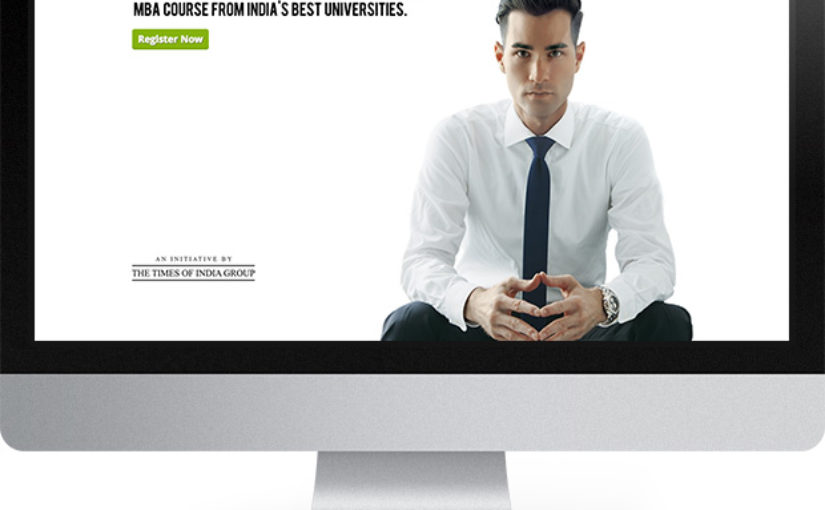 MBA COURSE FROM INDIA'S BEST UNIVERSITIES.
Register Now
AN INITIATIVE BY
THE TIMES OF INDIA GROUP